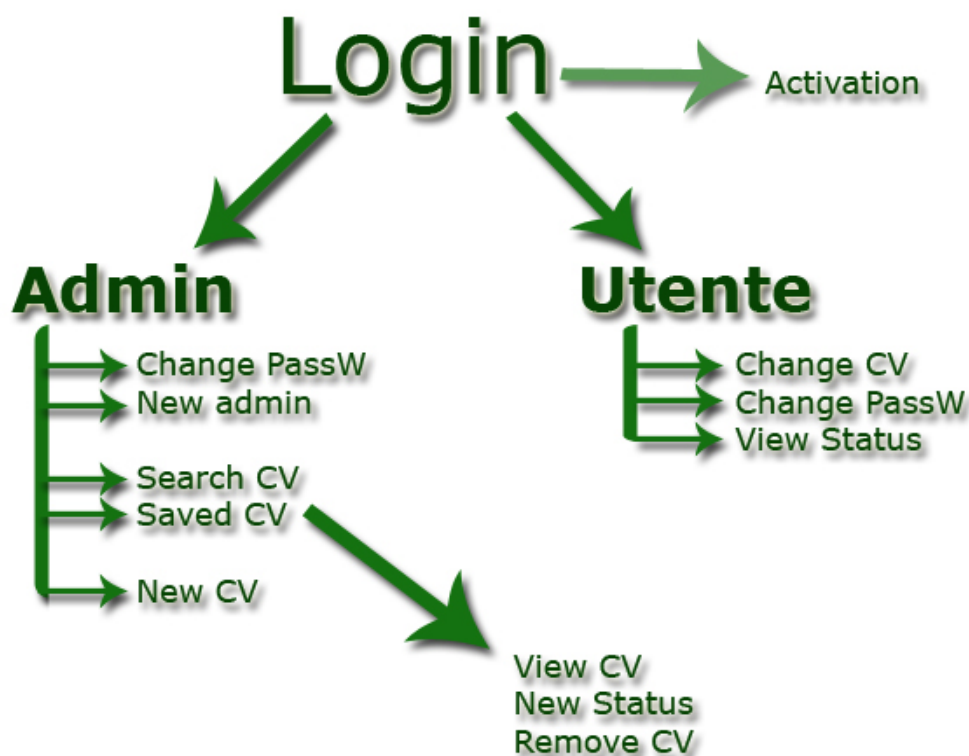 Login
Activation
Admin
Change PassW
New admin
Search CV
Saved CV
New CV
Utente
Change CV
Change PassW
View Status
View CV
New Status
Remove CV